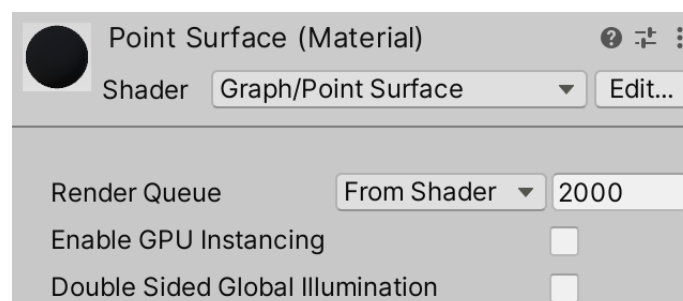 Point Surface (Material)
Shader Graph/Point Surface Edit...
Render Queue From Shader 2000
Enable GPU Instancing
Double Sided Global Illumination